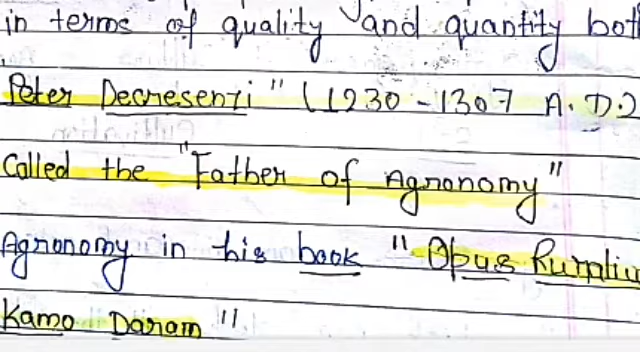 in terms of quality and quantity both
Peter Decresenzi" (1230-1307 A.D.)
Called the "Father of Agronomy"
Agronomy in his book "Opus Ruraliu
Kamo Daram"